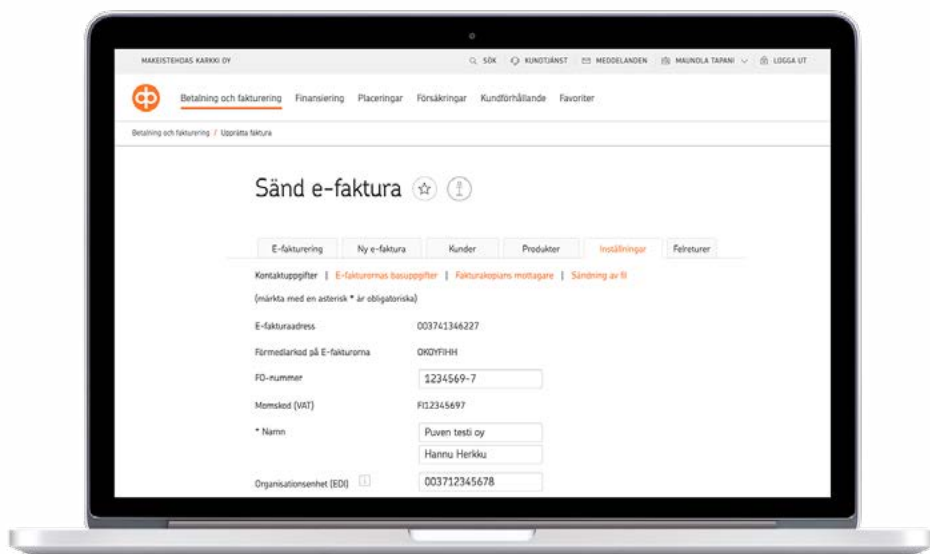 MAKEISTEHDAS KARKKI OY SÖK KUNDTJÄNST MEDDELANDEN MAUNOLA TAPANI LOGGA UT
Betalning och fakturering Finansiering Placeringar Försäkringar Kundförhållande Favoriter
Betalning och fakturering / Upprätta faktura
Sänd e-faktura
E-fakturering Ny e-faktura Kunder Produkter Inställningar Felreturer
Kontaktuppgifter | E-fakturornas basuppgifter | Fakturakopians mottagare | Sändning av fil
(märkta med en asterisk * är obligatoriska)
E-fakturaadress 003741346227
Förmedlarkod på E-fakturorna OKOYFIHH
FO-nummer 1234569-7
Momskod (VAT) FI12345697
* Namn Puven testi oy
Hannu Herkku
Organisationsenhet (EDI) 003712345678